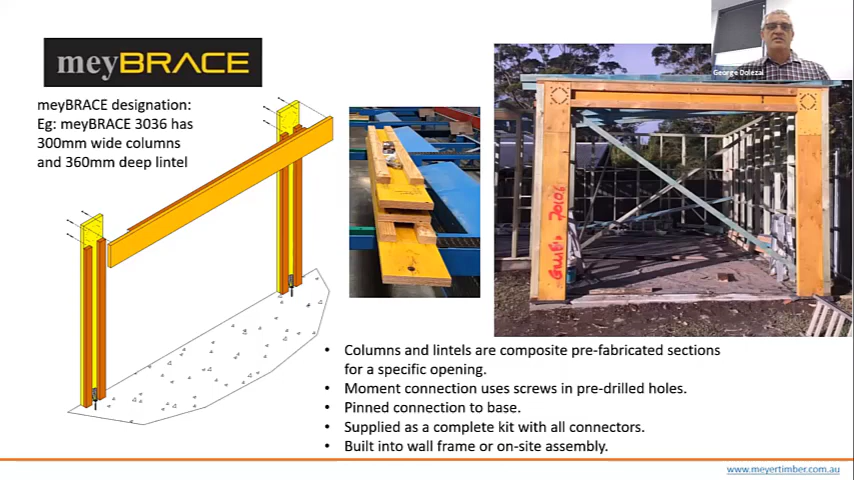 meyBRACE
George Dolezal
meyBRACE designation:
Eg: meyBRACE 3036 has
300mm wide columns
and 360mm deep lintel
• Columns and lintels are composite pre-fabricated sections
for a specific opening.
• Moment connection uses screws in pre-drilled holes.
• Pinned connection to base.
• Supplied as a complete kit with all connectors.
• Built into wall frame or on-site assembly.
www.meyertimber.com.au